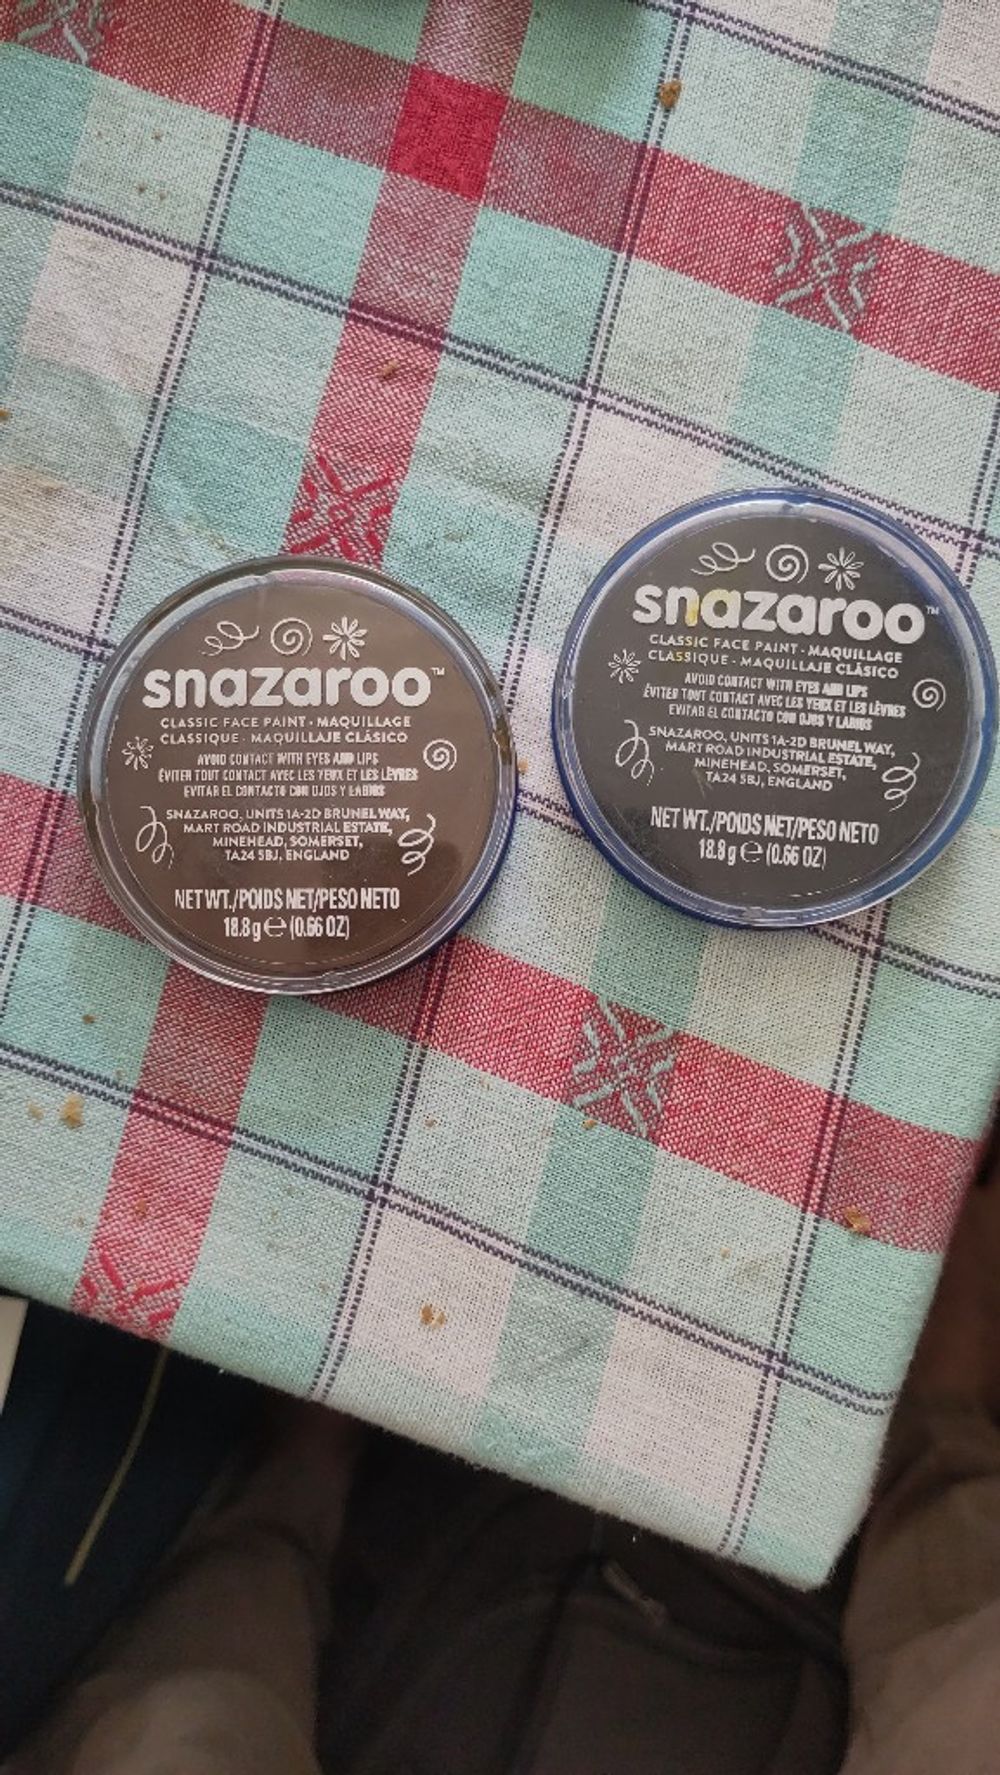 snazaroo™
CLASSIC FACE PAINT · MAQUILLAGE
CLASSIQUE · MAQUILLAJE CLÁSICO
AVOID CONTACT WITH EYES AND LIPS
ÉVITER TOUT CONTACT AVEC LES YEUX ET LES LÈVRES
EVITAR EL CONTACTO CON OJOS Y LABIOS
SNAZAROO, UNITS 1A-2D BRUNEL WAY,
MART ROAD INDUSTRIAL ESTATE,
MINEHEAD, SOMERSET,
TA24 5BJ, ENGLAND
NET WT./POIDS NET/PESO NETO
18.8 g ℮ (0.66 OZ)
snazaroo™
CLASSIC FACE PAINT · MAQUILLAGE
CLASSIQUE · MAQUILLAJE CLÁSICO
AVOID CONTACT WITH EYES AND LIPS
ÉVITER TOUT CONTACT AVEC LES YEUX ET LES LÈVRES
EVITAR EL CONTACTO CON OJOS Y LABIOS
SNAZAROO, UNITS 1A-2D BRUNEL WAY,
MART ROAD INDUSTRIAL ESTATE,
MINEHEAD, SOMERSET,
TA24 5BJ, ENGLAND
NET WT./POIDS NET/PESO NETO
18.8 g ℮ (0.66 OZ)